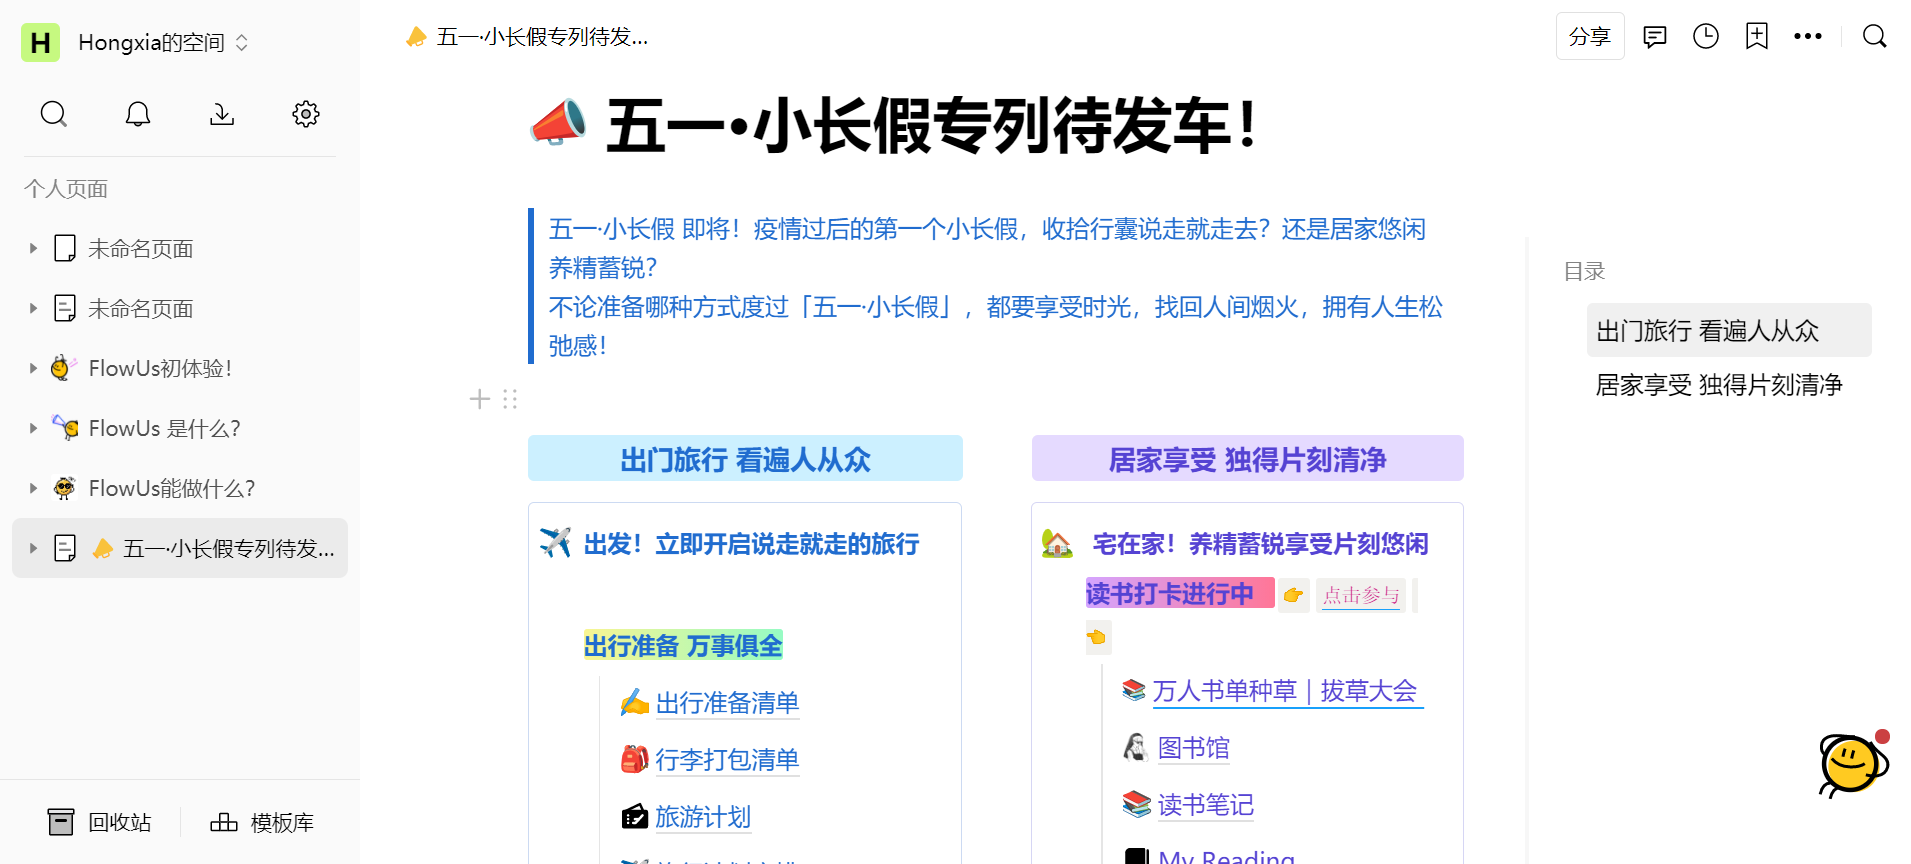 H Hongxia的空间
个人页面
未命名页面
未命名页面
FlowUs初体验！
FlowUs 是什么？
FlowUs能做什么？
五一·小长假专列待发...
回收站
模板库
五一·小长假专列待发...
分享
五一·小长假专列待发车！
五一·小长假 即将！疫情过后的第一个小长假，收拾行囊说走就走去？还是居家悠闲
养精蓄锐？
不论准备哪种方式度过「五一·小长假」，都要享受时光，找回人间烟火，拥有人生松
弛感！
出门旅行 看遍人从众
出发！立即开启说走就走的旅行
出行准备 万事俱全
出行准备清单
行李打包清单
旅游计划
居家享受 独得片刻清净
宅在家！养精蓄锐享受片刻悠闲
读书打卡进行中 👉 点击参与
👈
万人书单种草｜拔草大会
图书馆
读书笔记
My Reading
目录
出门旅行 看遍人从众
居家享受 独得片刻清净